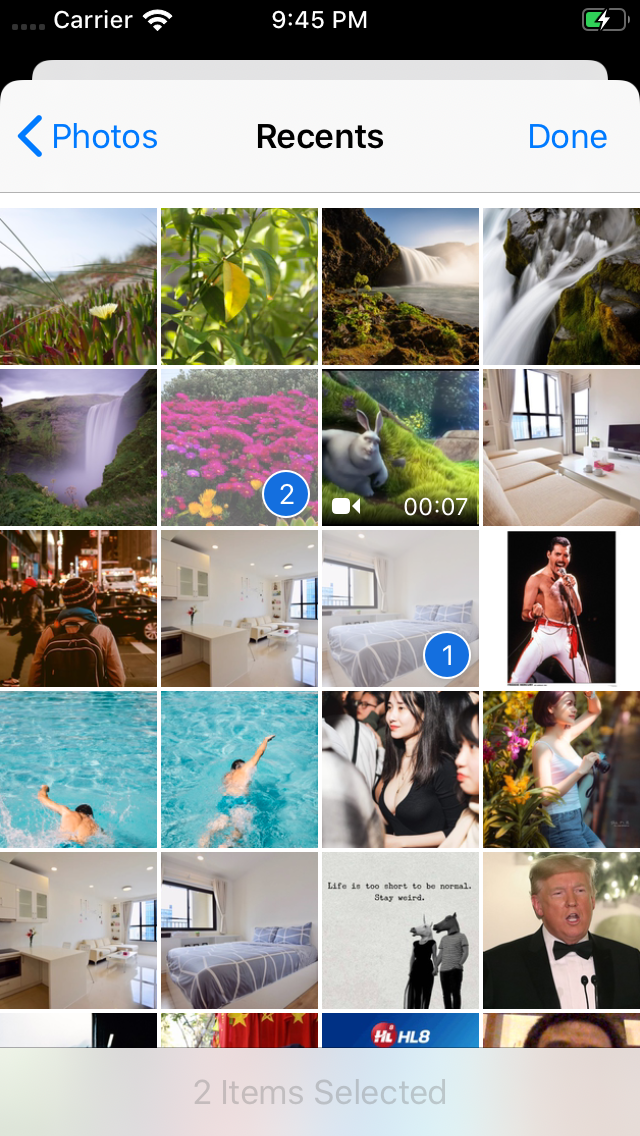 Carrier
9:45 PM
Photos
Recents
Done
2
00:07
1
Life is too short to be normal.
Stay weird.
Hi HL8
2 Items Selected